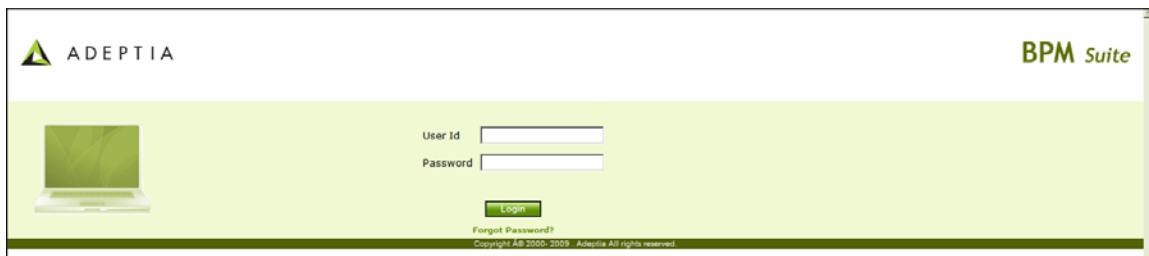 ADEPTIA
BPM Suite
User Id
Password
Login
Forgot Password?
Copyright Â® 2000- 2009 . Adeptia All rights reserved.